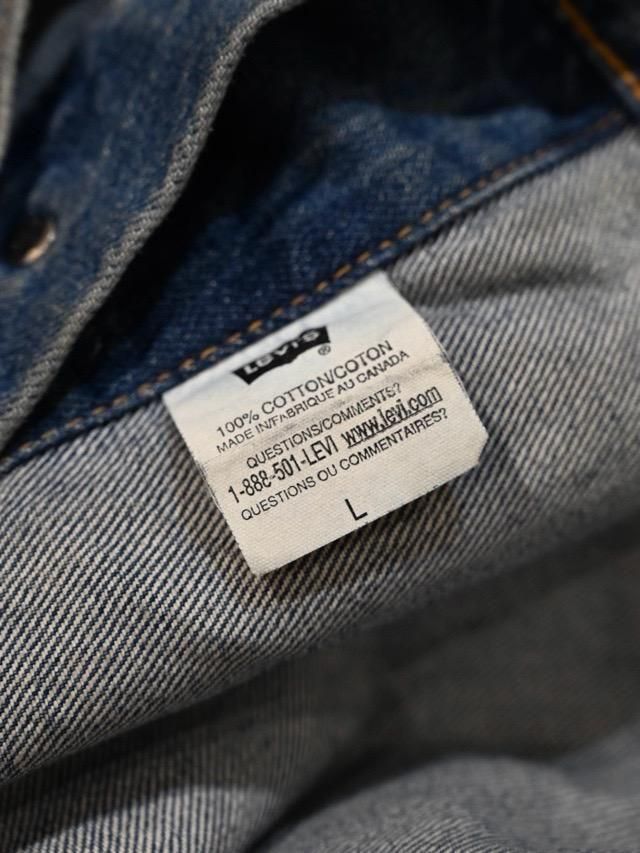 LEVI'S ®
100% COTTON/COTON
MADE IN/FABRIQUE AU CANADA
QUESTIONS/COMMENTS?
1-888-501-LEVI www.levi.com
QUESTIONS OU COMMENTAIRES?
L